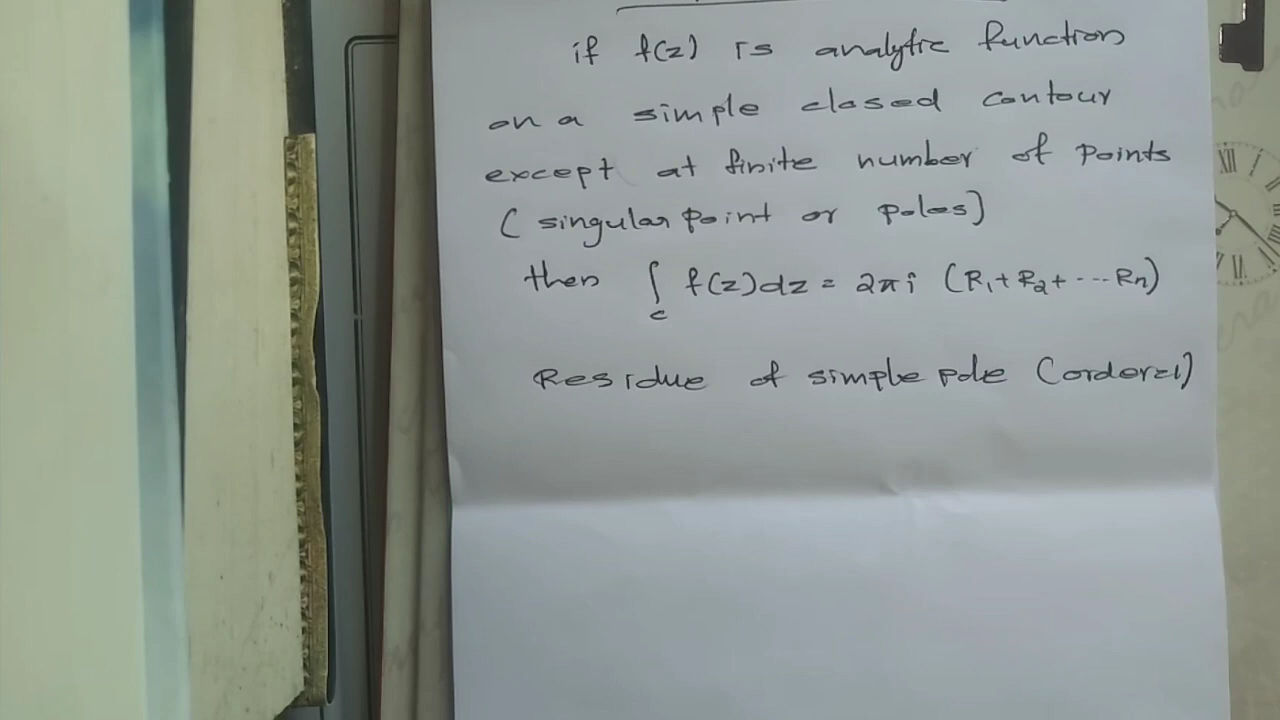 if f(z) is analytic function
on a simple closed contour
except at finite number of points
( singular point or poles)
then ∫c f(z)dz = 2πi (R1+R2+---Rn)
Residue of simple pole (order=1)
XII